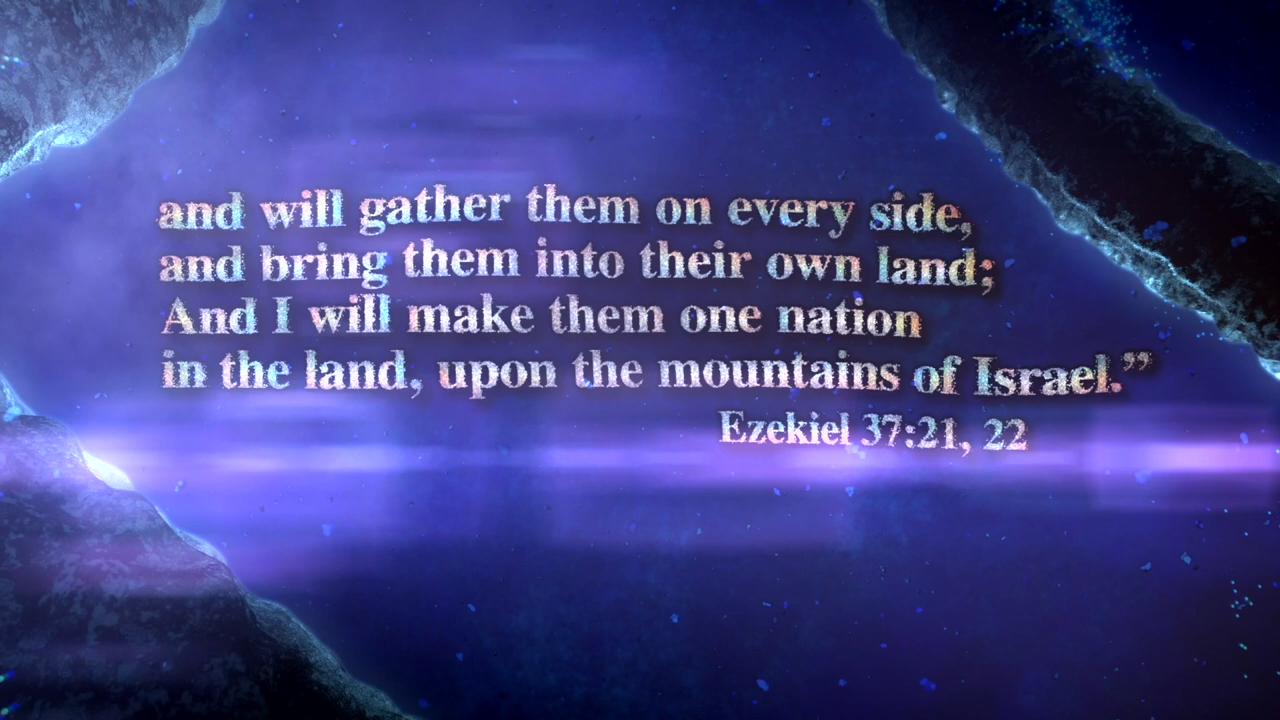 and will gather them on every side,
and bring them into their own land;
And I will make them one nation
in the land, upon the mountains of Israel.”
Ezekiel 37:21, 22